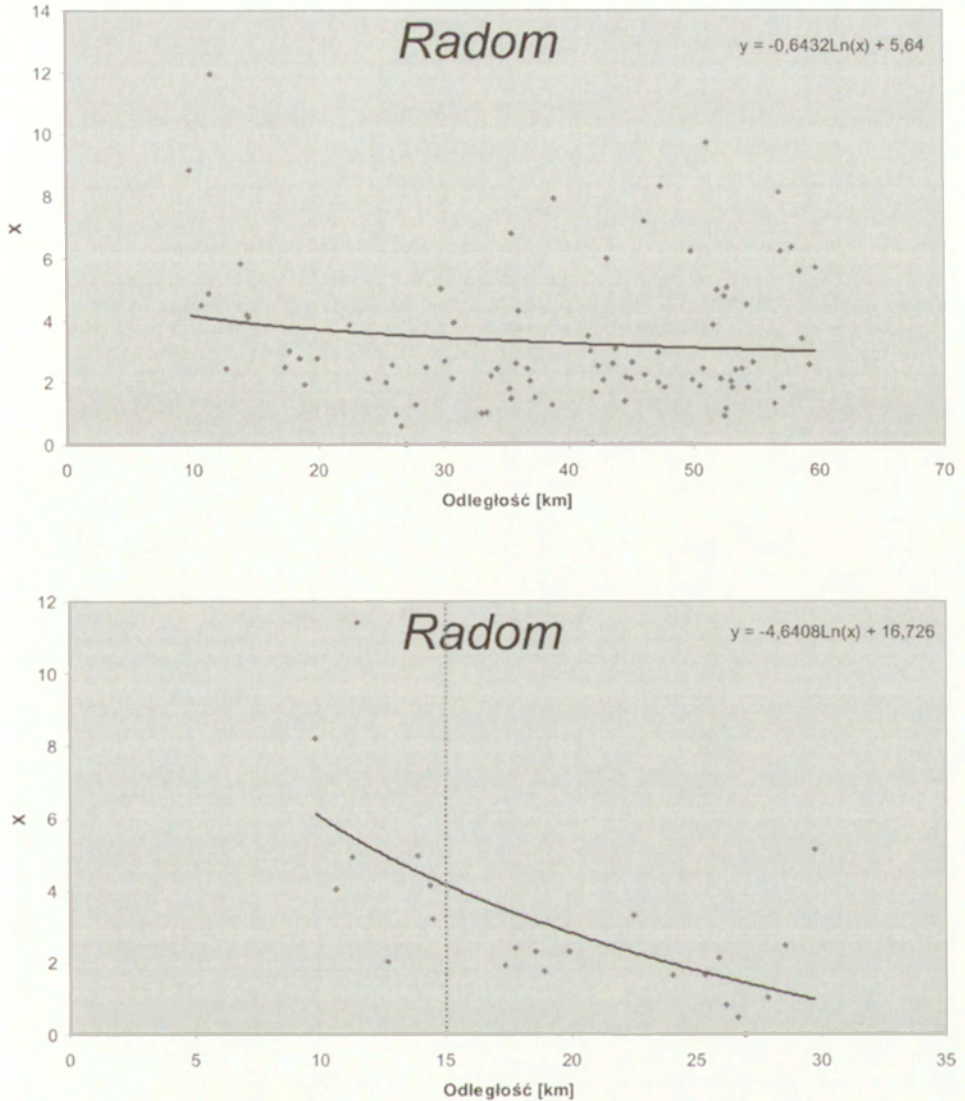 Radom
y = -0,6432Ln(x) + 5,64
14
12
10
8
6
4
2
0
X
0 10 20 30 40 50 60 70
Odległość [km]
Radom
y = -4,6408Ln(x) + 16,726
12
10
8
6
4
2
0
X
0 5 10 15 20 25 30 35
Odległość [km]